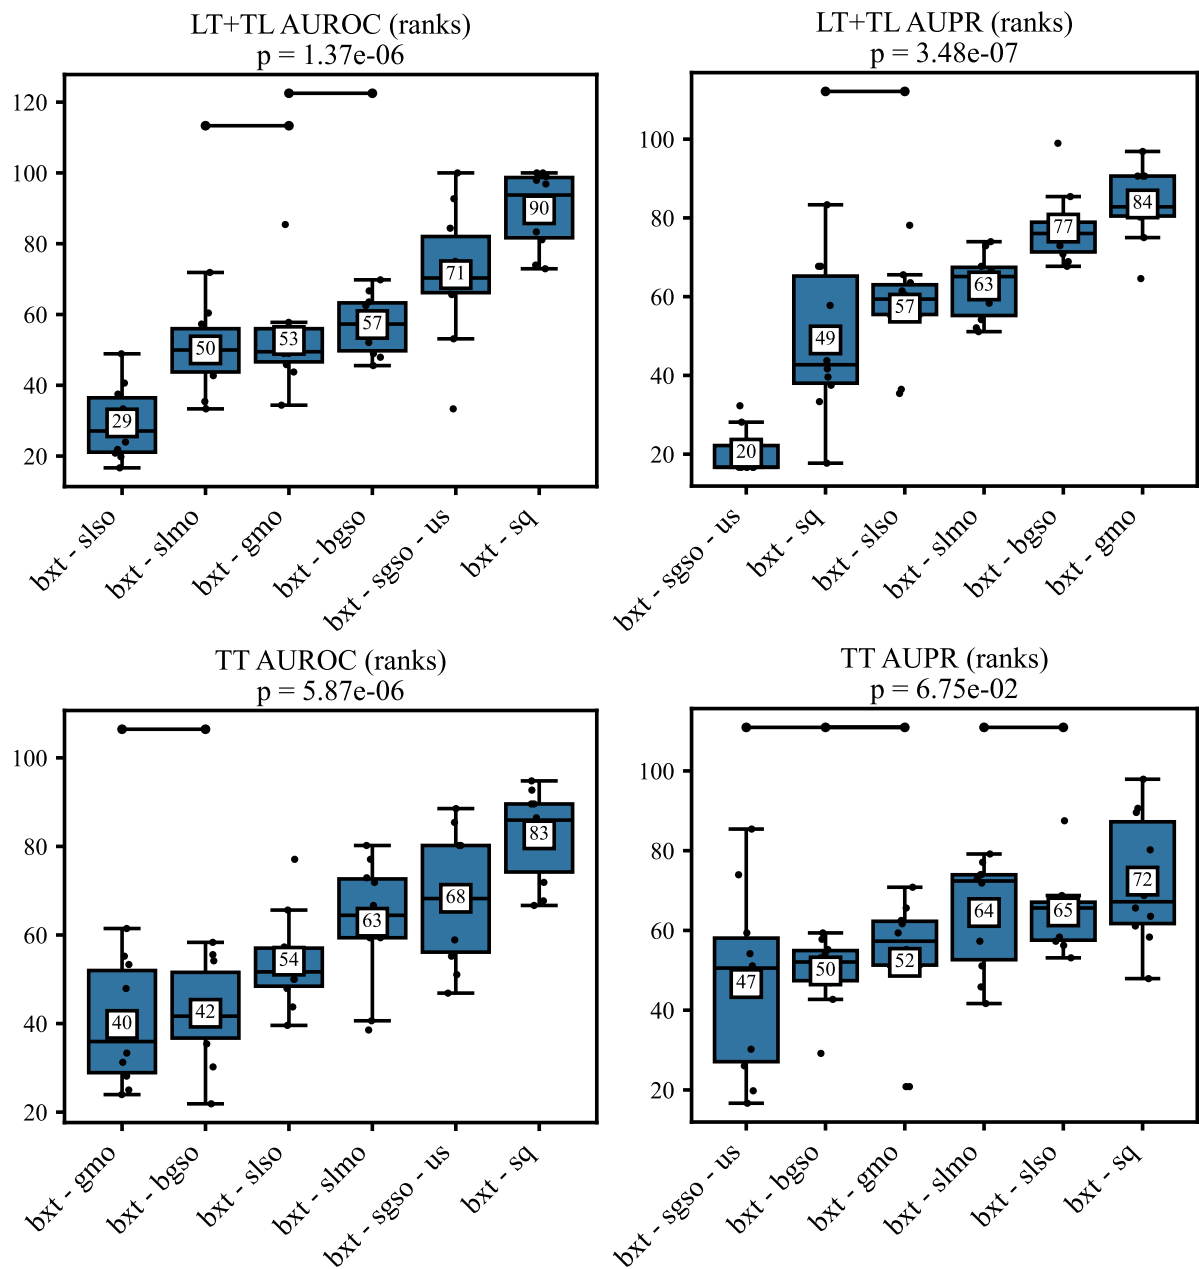 LT+TL AUROC (ranks)
p = 1.37e-06
120
100
80
60
40
20
29
50
53
57
71
90
bxt - slso
bxt - slmo
bxt - gmo
bxt - bgso
bxt - sgso - us
bxt - sq
LT+TL AUPR (ranks)
p = 3.48e-07
100
80
60
40
20
20
49
57
63
77
84
bxt - sgso - us
bxt - sq
bxt - slso
bxt - slmo
bxt - bgso
bxt - gmo
TT AUROC (ranks)
p = 5.87e-06
100
80
60
40
20
40
42
54
63
68
83
bxt - gmo
bxt - bgso
bxt - slso
bxt - slmo
bxt - sgso - us
bxt - sq
TT AUPR (ranks)
p = 6.75e-02
100
80
60
40
20
47
50
52
64
65
72
bxt - sgso - us
bxt - bgso
bxt - gmo
bxt - slmo
bxt - slso
bxt - sq